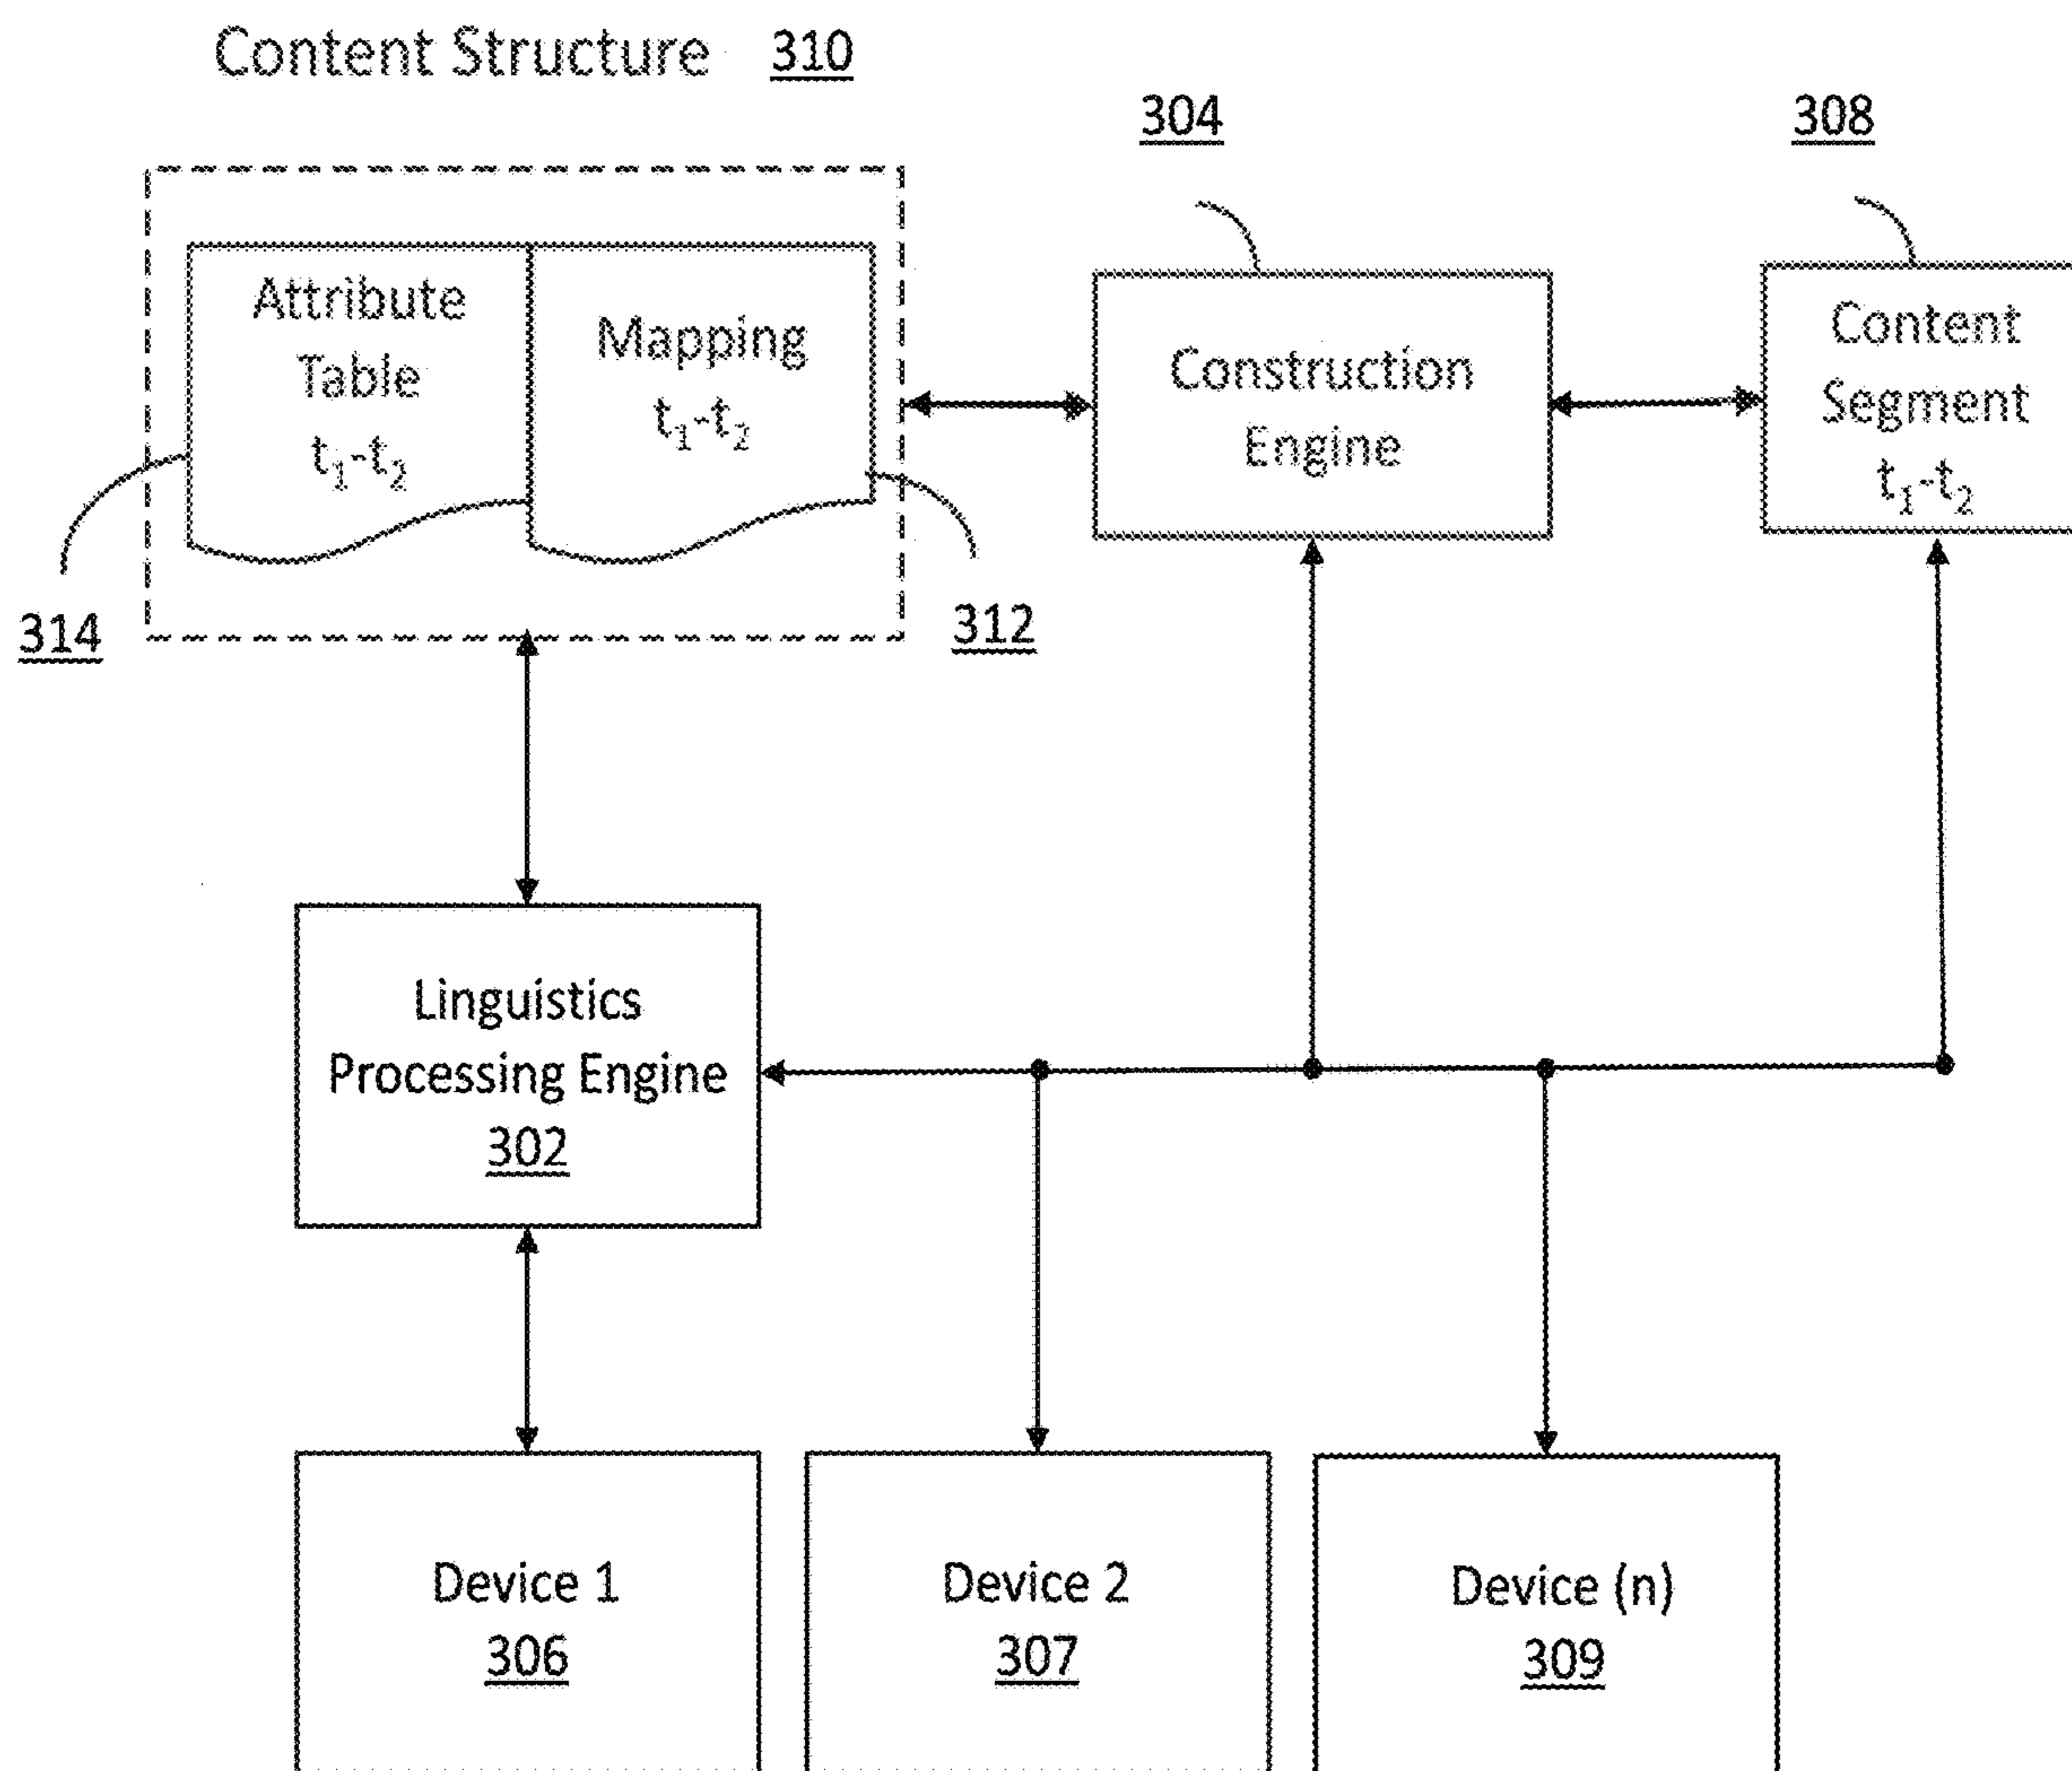 Content Structure 310
304
308
Attribute
Table
t₁-t₂
Mapping
t₁-t₂
Construction
Engine
Content
Segment
t₁-t₂
314
312
Linguistics
Processing Engine
302
Device 1
306
Device 2
307
Device (n)
309